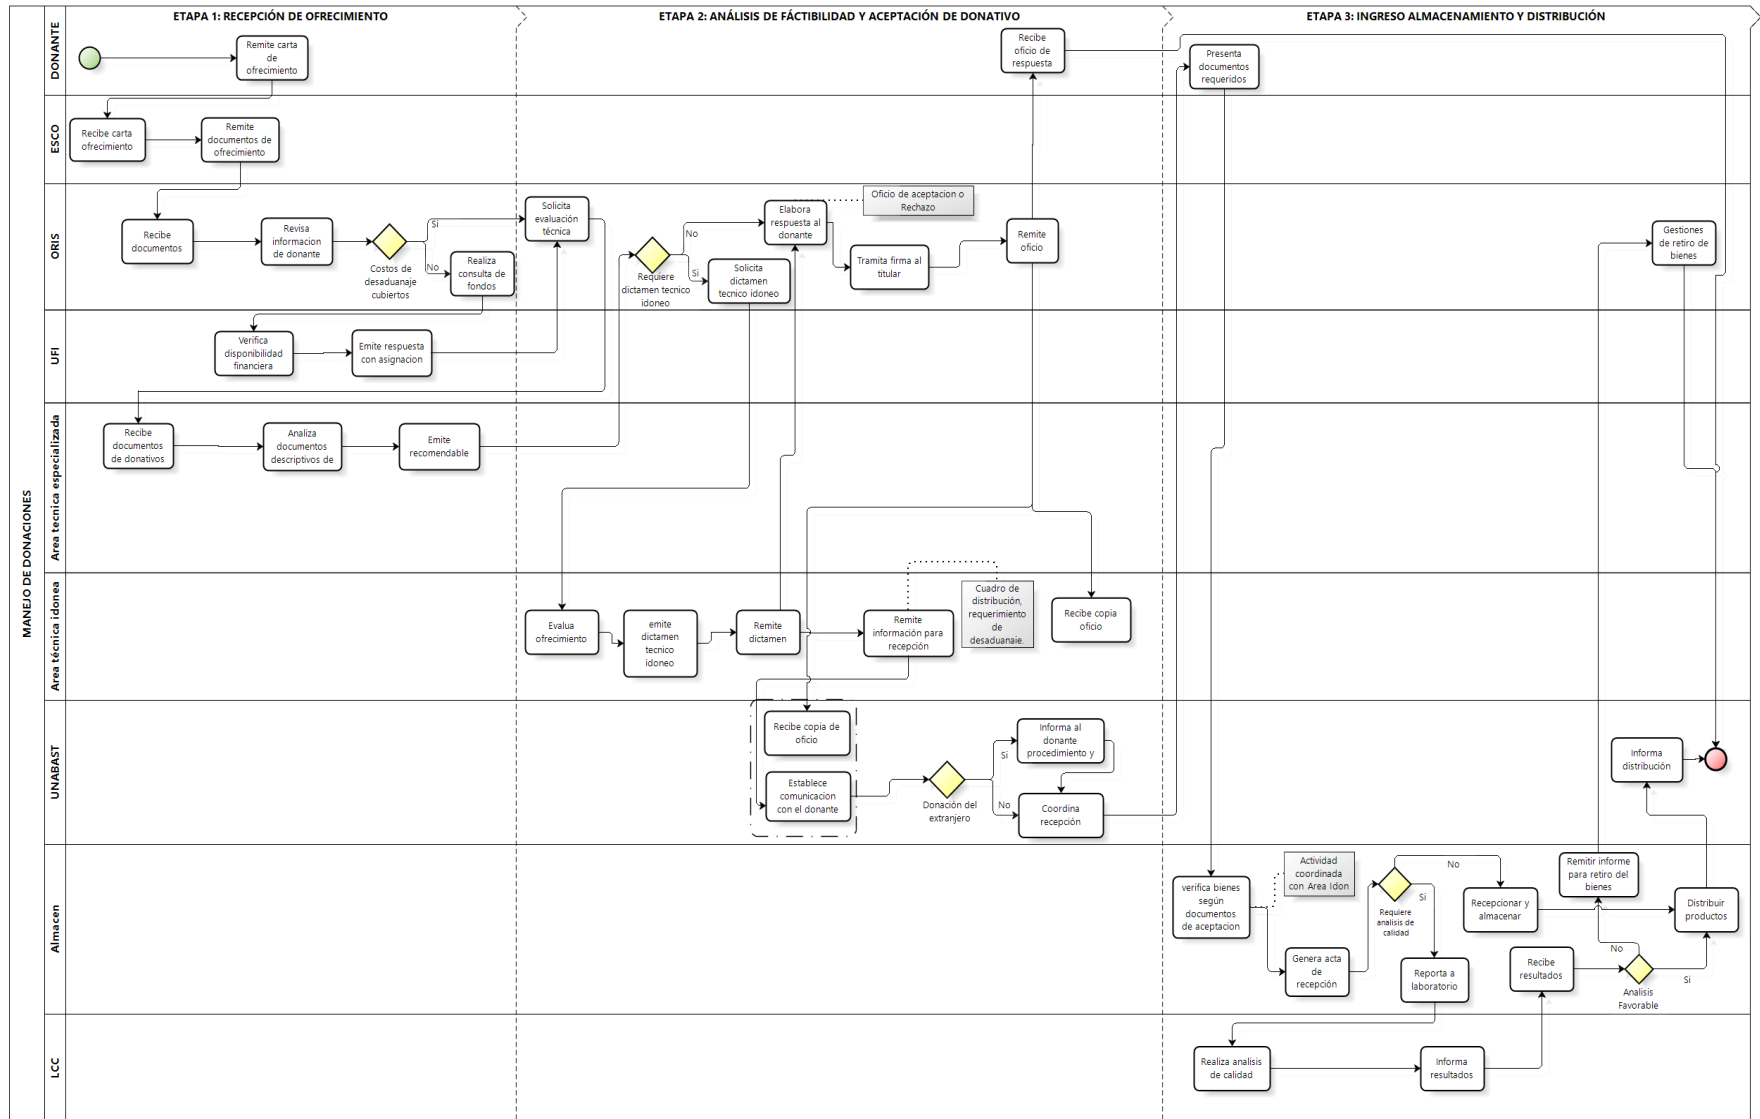 ETAPA 1: RECEPCIÓN DE OFRECIMIENTO
ETAPA 2: ANÁLISIS DE FÁCTIBILIDAD Y ACEPTACIÓN DE DONATIVO
ETAPA 3: INGRESO ALMACENAMIENTO Y DISTRIBUCIÓN
MANEJO DE DONACIONES
DONANTE
Remite carta
de
ofrecimiento
Recibe
oficio de
respuesta
Presenta
documentos
requeridos
ESCO
Recibe carta
ofrecimiento
Remite
documentos de
ofrecimiento
ORIS
Recibe
documentos
Revisa
informacion
de donante
Costos de
desaduanaje
cubiertos
Si
No
Realiza
consulta de
fondos
Solicita
evaluación
técnica
Requiere
dictamen tecnico
idoneo
No
Si
Solicita
dictamen
tecnico idoneo
Elabora
respuesta al
donante
Oficio de aceptacion o
Rechazo
Tramita firma al
titular
Remite
oficio
Gestiones
de retiro de
bienes
UFI
Verifica
disponibilidad
financiera
Emite respuesta
con asignacion
Area tecnica especializada
Recibe
documentos
de donativos
Analiza
documentos
descriptivos de
Emite
recomendable
Area técnica idonea
Evalua
ofrecimiento
emite
dictamen
tecnico
idoneo
Remite
dictamen
Remite
información para
recepción
Cuadro de
distribución,
requerimiento
de
desaduanaie.
Recibe copia
oficio
UNABAST
Recibe copia de
oficio
Establece
comunicacion
con el donante
Donación del
extranjero
Si
No
Informa al
donante
procedimiento y
Coordina
recepción
Informa
distribución
Almacen
verifica bienes
según
documentos
de aceptacion
Actividad
coordinada
con Area Idon
Genera acta
de
recepción
Requiere
analisis de
calidad
No
Si
Reporta a
laboratorio
Recepcionar y
almacenar
Recibe
resultados
Remitir informe
para retiro del
bienes
No
Analisis
Favorable
Si
Distribuir
productos
LCC
Realiza analisis
de calidad
Informa
resultados